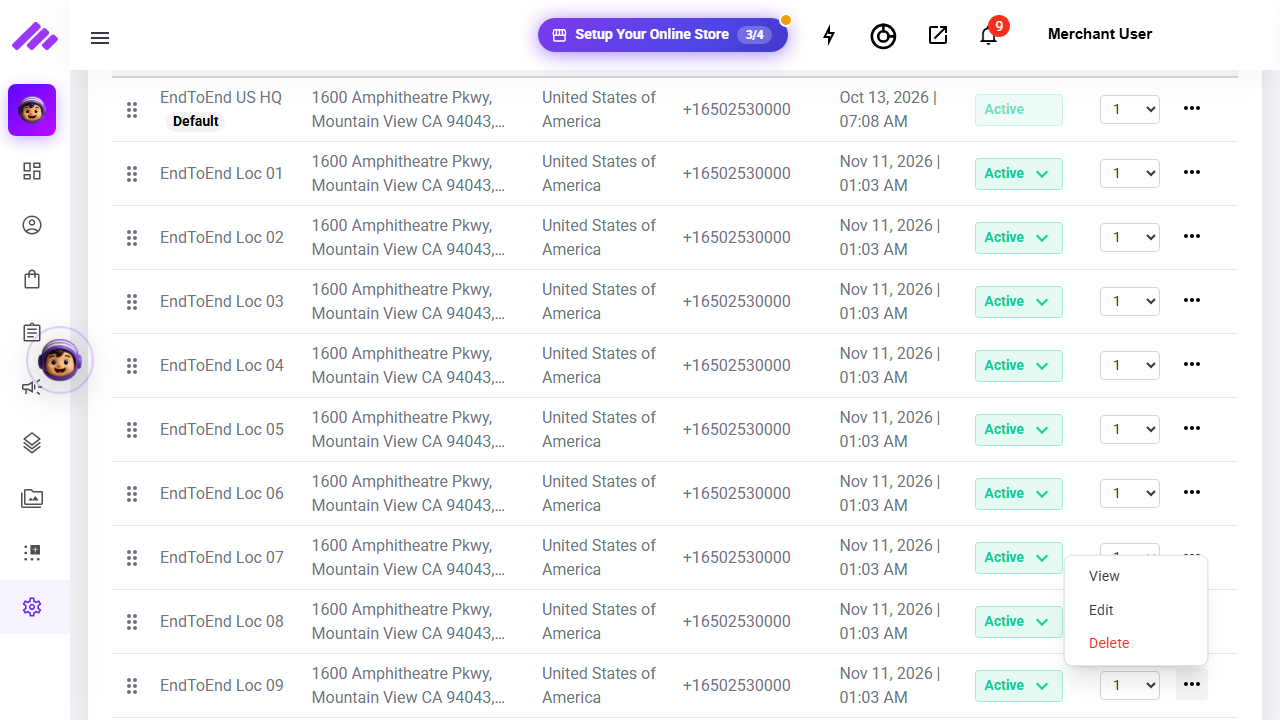 Setup Your Online Store 3/4
9
Merchant User
EndToEnd US HQ
Default
1600 Amphitheatre Pkwy,
Mountain View CA 94043,...
United States of
America
+16502530000
Oct 13, 2026 |
07:08 AM
Active
1
EndToEnd Loc 01
1600 Amphitheatre Pkwy,
Mountain View CA 94043,...
United States of
America
+16502530000
Nov 11, 2026 |
01:03 AM
Active
1
EndToEnd Loc 02
1600 Amphitheatre Pkwy,
Mountain View CA 94043,...
United States of
America
+16502530000
Nov 11, 2026 |
01:03 AM
Active
1
EndToEnd Loc 03
1600 Amphitheatre Pkwy,
Mountain View CA 94043,...
United States of
America
+16502530000
Nov 11, 2026 |
01:03 AM
Active
1
EndToEnd Loc 04
1600 Amphitheatre Pkwy,
Mountain View CA 94043,...
United States of
America
+16502530000
Nov 11, 2026 |
01:03 AM
Active
1
EndToEnd Loc 05
1600 Amphitheatre Pkwy,
Mountain View CA 94043,...
United States of
America
+16502530000
Nov 11, 2026 |
01:03 AM
Active
1
EndToEnd Loc 06
1600 Amphitheatre Pkwy,
Mountain View CA 94043,...
United States of
America
+16502530000
Nov 11, 2026 |
01:03 AM
Active
1
EndToEnd Loc 07
1600 Amphitheatre Pkwy,
Mountain View CA 94043,...
United States of
America
+16502530000
Nov 11, 2026 |
01:03 AM
Active
View
Edit
Delete
EndToEnd Loc 08
1600 Amphitheatre Pkwy,
Mountain View CA 94043,...
United States of
America
+16502530000
Nov 11, 2026 |
01:03 AM
Active
EndToEnd Loc 09
1600 Amphitheatre Pkwy,
Mountain View CA 94043,...
United States of
America
+16502530000
Nov 11, 2026 |
01:03 AM
Active
1